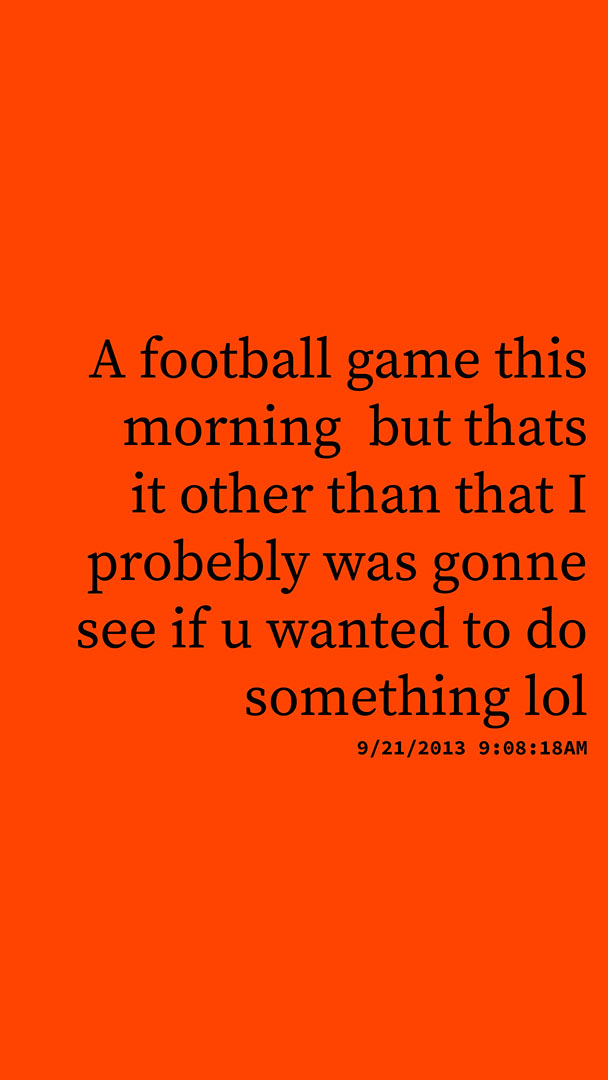 A football game this
morning  but thats
it other than that I
probebly was gonne
see if u wanted to do
something lol
9/21/2013 9:08:18AM